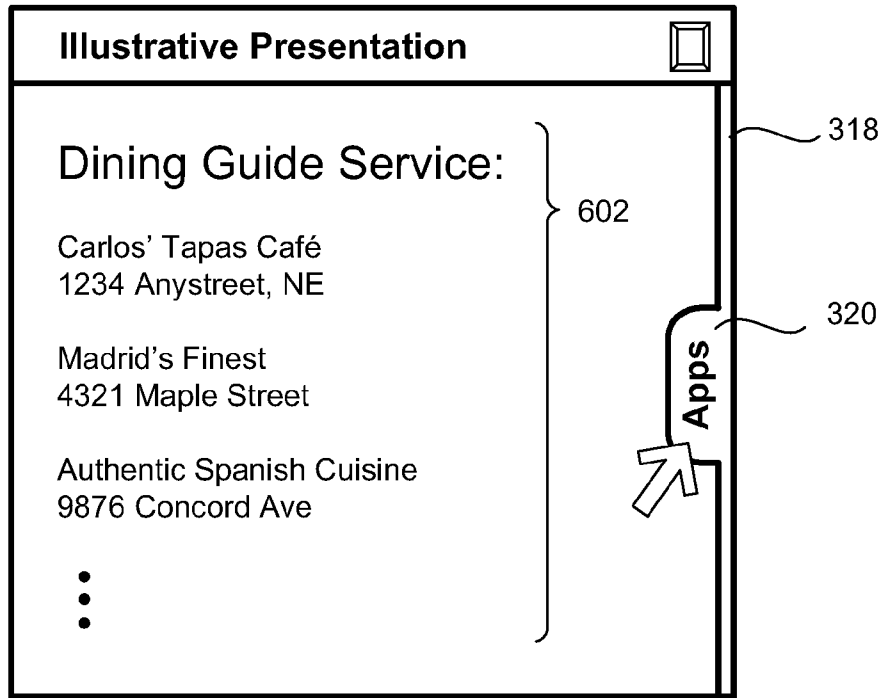 Illustrative Presentation
318
Dining Guide Service:
602
Carlos’ Tapas Café
1234 Anystreet, NE
320
Apps
Madrid’s Finest
4321 Maple Street
Authentic Spanish Cuisine
9876 Concord Ave